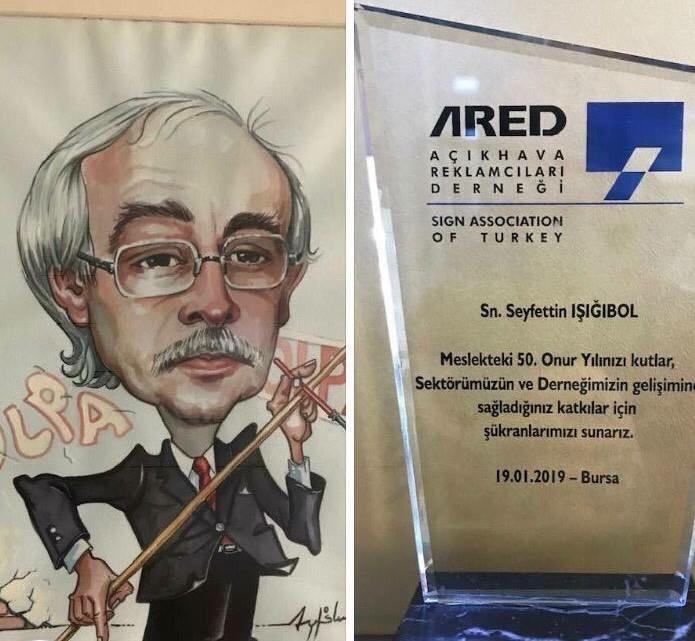 OLPA
ARED
AÇIKHAVA
REKLAMCILARI
DERNEĞİ
SIGN ASSOCIATION
OF TURKEY
Sn. Seyfettin IŞIĞIBOL
Meslekteki 50. Onur Yılınızı kutlar,
Sektörümüzün ve Derneğimizin gelişimine
sağladığınız katkılar için
şükranlarımızı sunarız.
19.01.2019 – Bursa